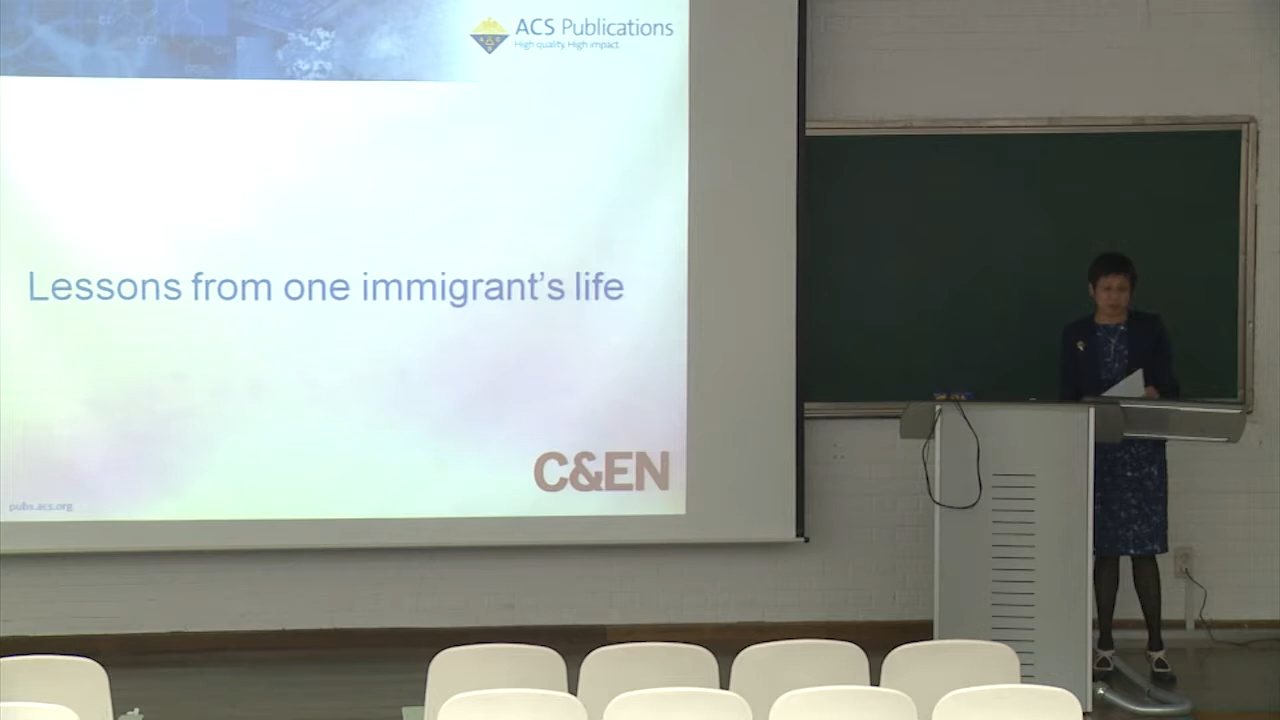 ACS Publications
High quality. High impact.
Lessons from one immigrant's life
C&EN
pubs.acs.org